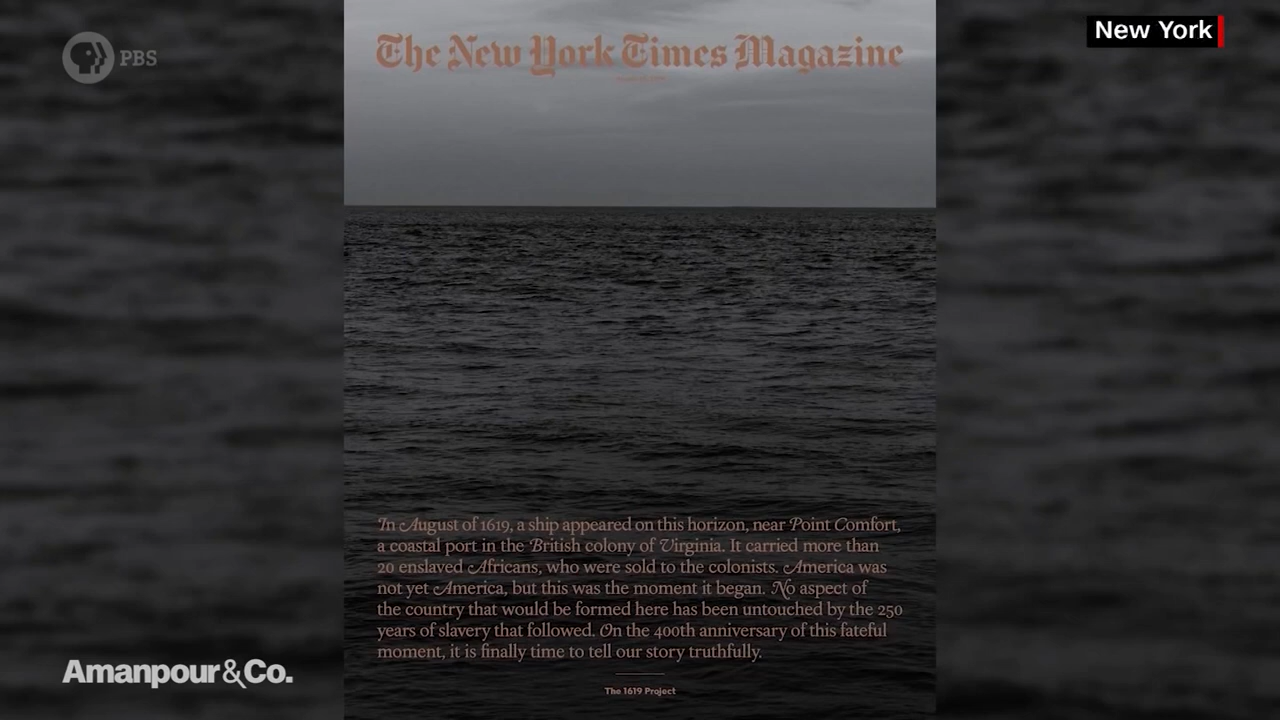 PBS
New York
The New York Times Magazine
In August of 1619, a ship appeared on this horizon, near Point Comfort,
a coastal port in the British colony of Virginia. It carried more than
20 enslaved Africans, who were sold to the colonists. America was
not yet America, but this was the moment it began. No aspect of
the country that would be formed here has been untouched by the 250
years of slavery that followed. On the 400th anniversary of this fateful
moment, it is finally time to tell our story truthfully.
The 1619 Project
Amanpour&Co.